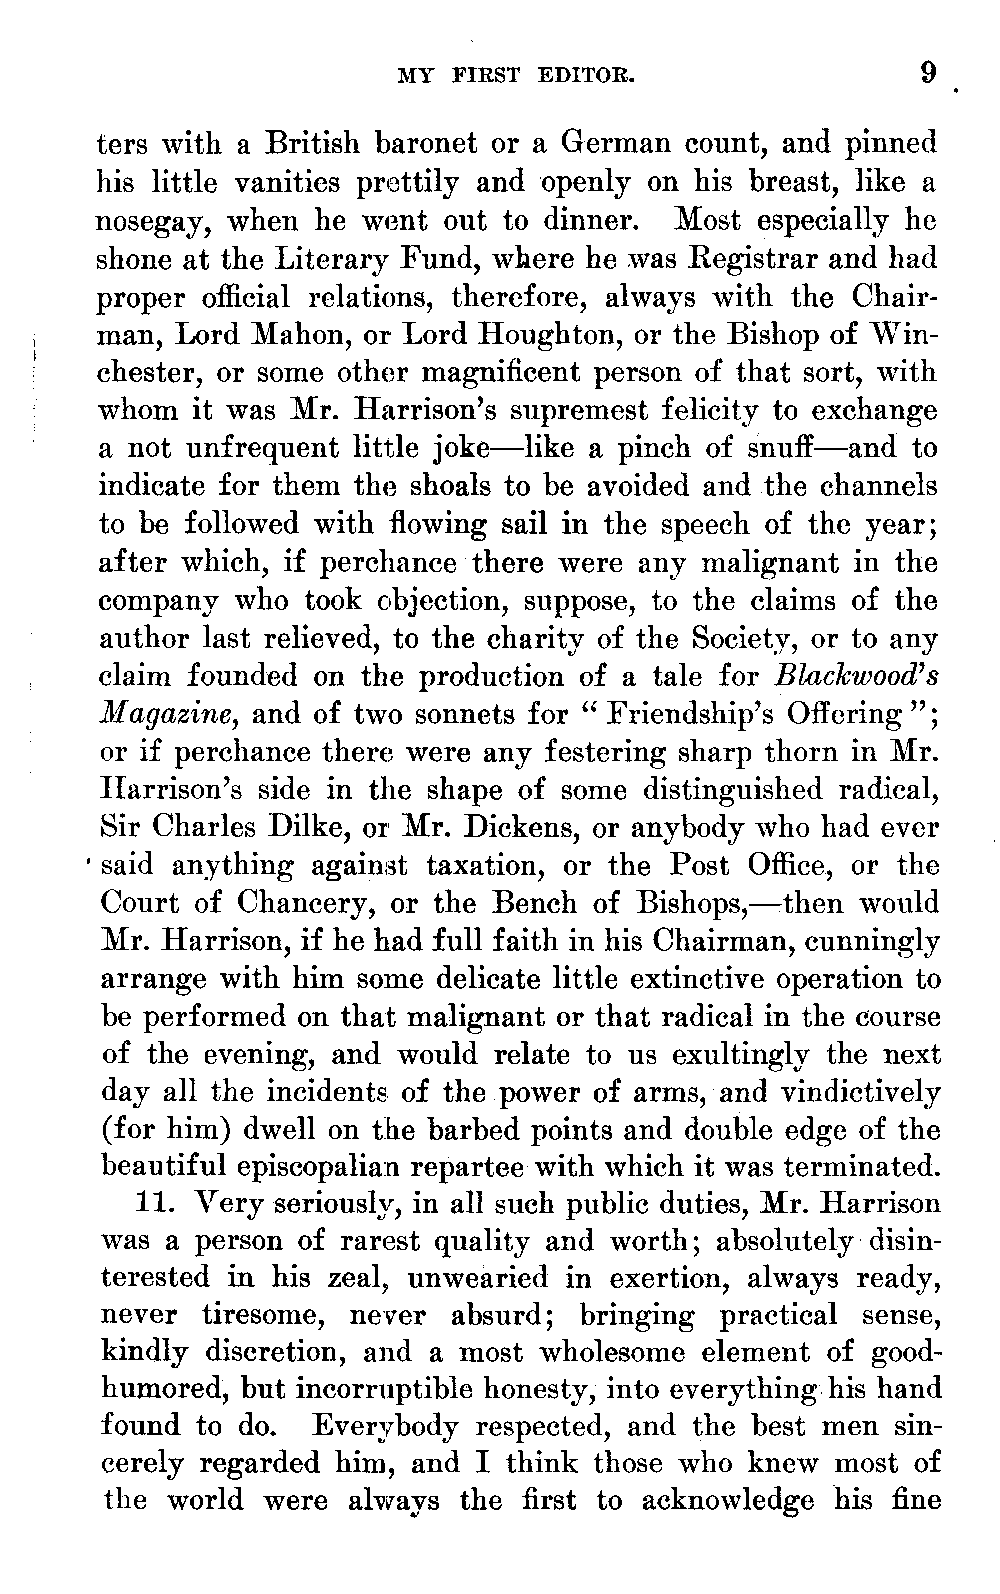 MY FIRST EDITOR. 9
ters with a British baronet or a German count, and pinned
his little vanities prettily and openly on his breast, like a
nosegay, when he went out to dinner. Most especially he
shone at the Literary Fund, where he was Registrar and had
proper official relations, therefore, always with the Chair-
man, Lord Mahon, or Lord Houghton, or the Bishop of Win-
chester, or some other magnificent person of that sort, with
whom it was Mr. Harrison's supremest felicity to exchange
a not unfrequent little joke—like a pinch of snuff—and to
indicate for them the shoals to be avoided and the channels
to be followed with flowing sail in the speech of the year;
after which, if perchance there were any malignant in the
company who took objection, suppose, to the claims of the
author last relieved, to the charity of the Society, or to any
claim founded on the production of a tale for Blackwood's
Magazine, and of two sonnets for "Friendship's Offering";
or if perchance there were any festering sharp thorn in Mr.
Harrison's side in the shape of some distinguished radical,
Sir Charles Dilke, or Mr. Dickens, or anybody who had ever
said anything against taxation, or the Post Office, or the
Court of Chancery, or the Bench of Bishops,—then would
Mr. Harrison, if he had full faith in his Chairman, cunningly
arrange with him some delicate little extinctive operation to
be performed on that malignant or that radical in the course
of the evening, and would relate to us exultingly the next
day all the incidents of the power of arms, and vindictively
(for him) dwell on the barbed points and double edge of the
beautiful episcopalian repartee with which it was terminated.
11. Very seriously, in all such public duties, Mr. Harrison
was a person of rarest quality and worth; absolutely disin-
terested in his zeal, unwearied in exertion, always ready,
never tiresome, never absurd; bringing practical sense,
kindly discretion, and a most wholesome element of good-
humored, but incorruptible honesty, into everything his hand
found to do. Everybody respected, and the best men sin-
cerely regarded him, and I think those who knew most of
the world were always the first to acknowledge his fine